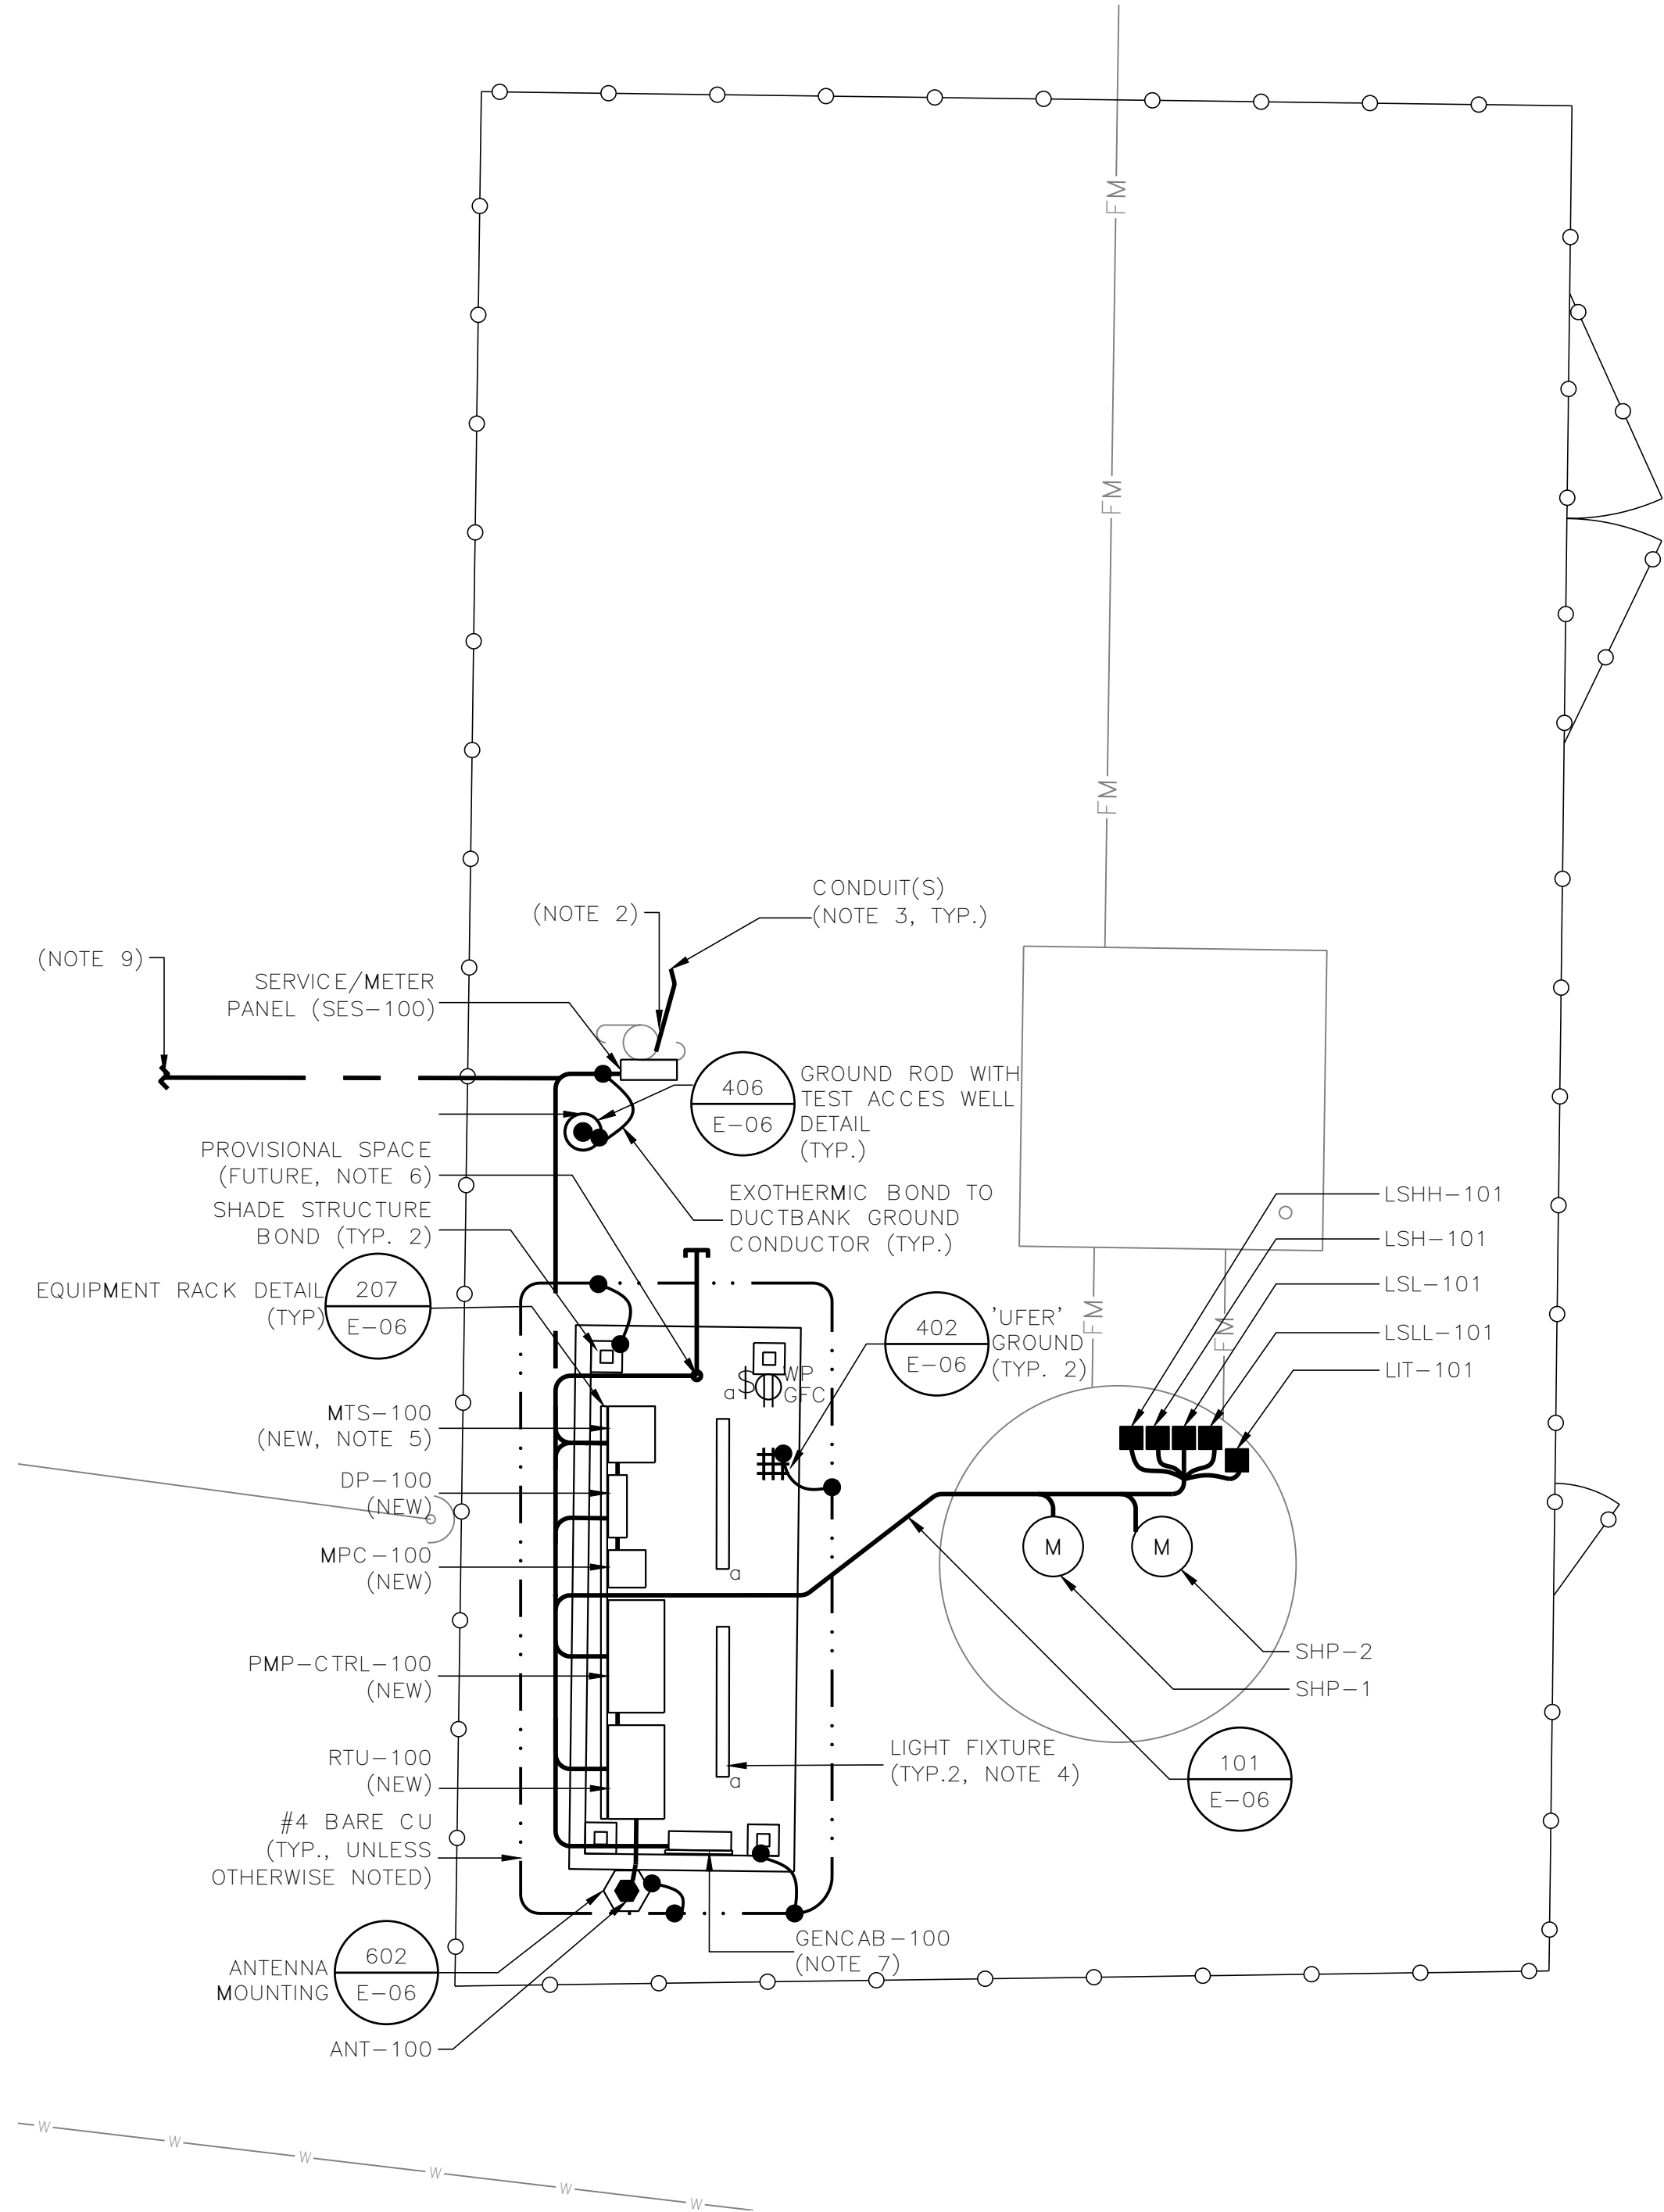 FM
FM
FM
CONDUIT(S)
(NOTE 3, TYP.)
(NOTE 2)
(NOTE 9)
SERVICE/METER
PANEL (SES-100)
406
E-06
GROUND ROD WITH
TEST ACCES WELL
DETAIL
(TYP.)
PROVISIONAL SPACE
(FUTURE, NOTE 6)
EXOTHERMIC BOND TO
DUCTBANK GROUND
CONDUCTOR (TYP.)
SHADE STRUCTURE
BOND (TYP. 2)
LSHH-101
LSH-101
LSL-101
LSLL-101
LIT-101
EQUIPMENT RACK DETAIL
(TYP)
207
E-06
402
E-06
'UFER'
GROUND
(TYP. 2)
FM
FM
a
$
WP
GFC
MTS-100
(NEW, NOTE 5)
DP-100
(NEW)
MPC-100
(NEW)
a
M
M
PMP-CTRL-100
(NEW)
SHP-2
SHP-1
RTU-100
(NEW)
LIGHT FIXTURE
(TYP.2, NOTE 4)
a
101
E-06
#4 BARE CU
(TYP., UNLESS
OTHERWISE NOTED)
GENCAB-100
(NOTE 7)
ANTENNA
MOUNTING
602
E-06
ANT-100
W
W
W
W
W
W